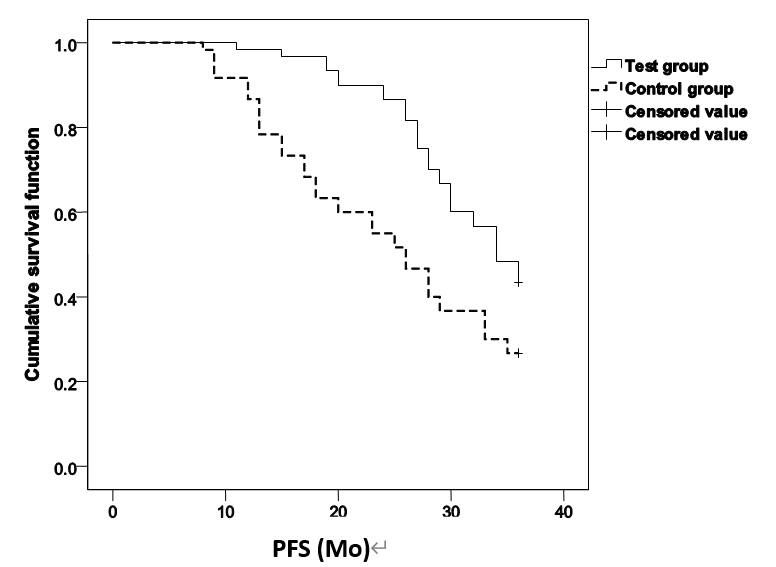 1.0
0.8
0.6
0.4
0.2
0.0
Cumulative survival function
0 10 20 30 40
PFS (Mo)↵
Test group
Control group
Censored value
Censored value